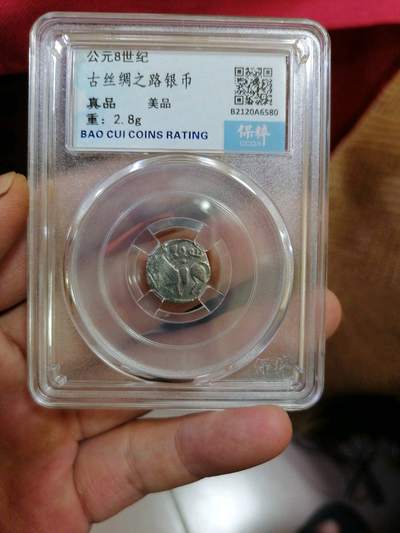 公元8世纪
古丝绸之路银币
真品 美品
重：2.8g
BAO CUI COINS RATING
B2120A6580
保粹